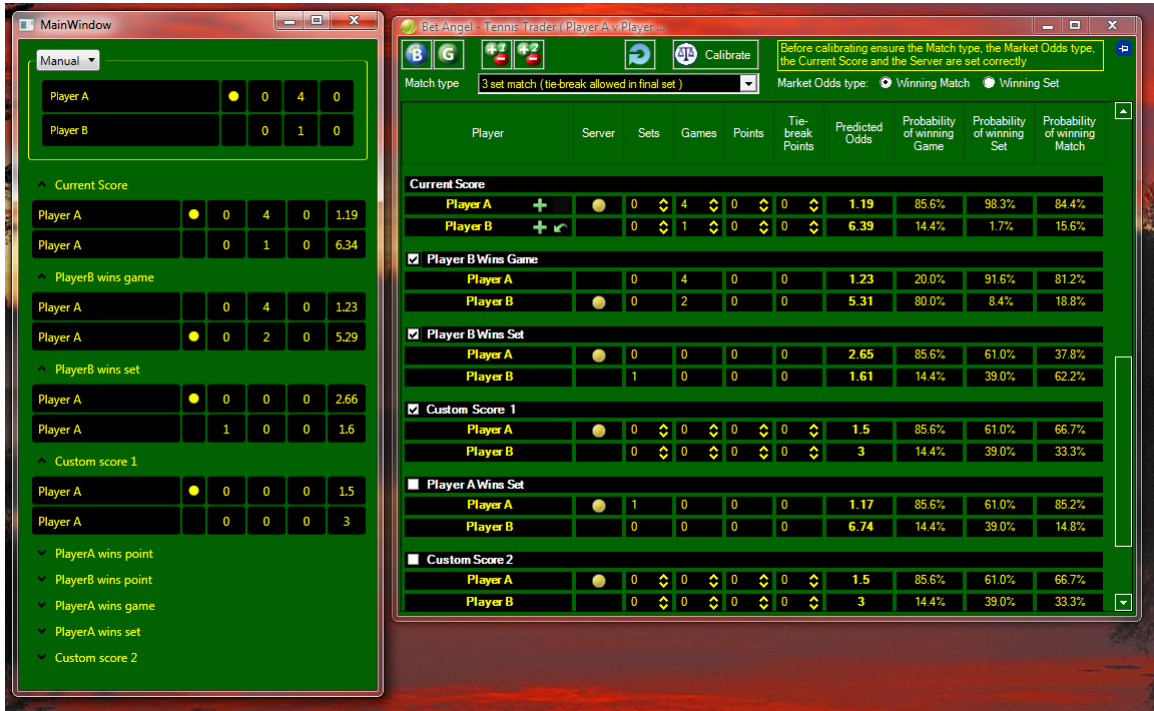 MainWindow
Manual
Player A 0 4 0
Player B 0 1 0
Current Score
Player A 0 4 0 1.19
Player A 0 1 0 6.34
PlayerB wins game
Player A 0 4 0 1.23
Player A 0 2 0 5.29
PlayerB wins set
Player A 0 0 0 2.66
Player A 1 0 0 1.6
Custom score 1
Player A 0 0 0 1.5
Player A 0 0 0 3
PlayerA wins point
PlayerB wins point
PlayerA wins game
PlayerA wins set
Custom score 2
Bet Angel - Tennis Trader ( Player A v Player ...
B G +1 +2 Calibrate
Before calibrating ensure the Match type, the Market Odds type,
the Current Score and the Server are set correctly
Match type 3 set match ( tie-break allowed in final set ) Market Odds type: Winning Match Winning Set
Player Server Sets Games Points Tie-break Points Predicted Odds Probability of winning Game Probability of winning Set Probability of winning Match
Current Score
Player A 0 4 0 0 1.19 85.6% 98.3% 84.4%
Player B 0 1 0 0 6.39 14.4% 1.7% 15.6%
Player B Wins Game
Player A 0 4 0 0 1.23 20.0% 91.6% 81.2%
Player B 0 2 0 0 5.31 80.0% 8.4% 18.8%
Player B Wins Set
Player A 0 0 0 0 2.65 85.6% 61.0% 37.8%
Player B 1 0 0 0 1.61 14.4% 39.0% 62.2%
Custom Score 1
Player A 0 0 0 0 1.5 85.6% 61.0% 66.7%
Player B 0 0 0 0 3 14.4% 39.0% 33.3%
Player A Wins Set
Player A 1 0 0 0 1.17 85.6% 61.0% 85.2%
Player B 0 0 0 0 6.74 14.4% 39.0% 14.8%
Custom Score 2
Player A 0 0 0 0 1.5 85.6% 61.0% 66.7%
Player B 0 0 0 0 3 14.4% 39.0% 33.3%